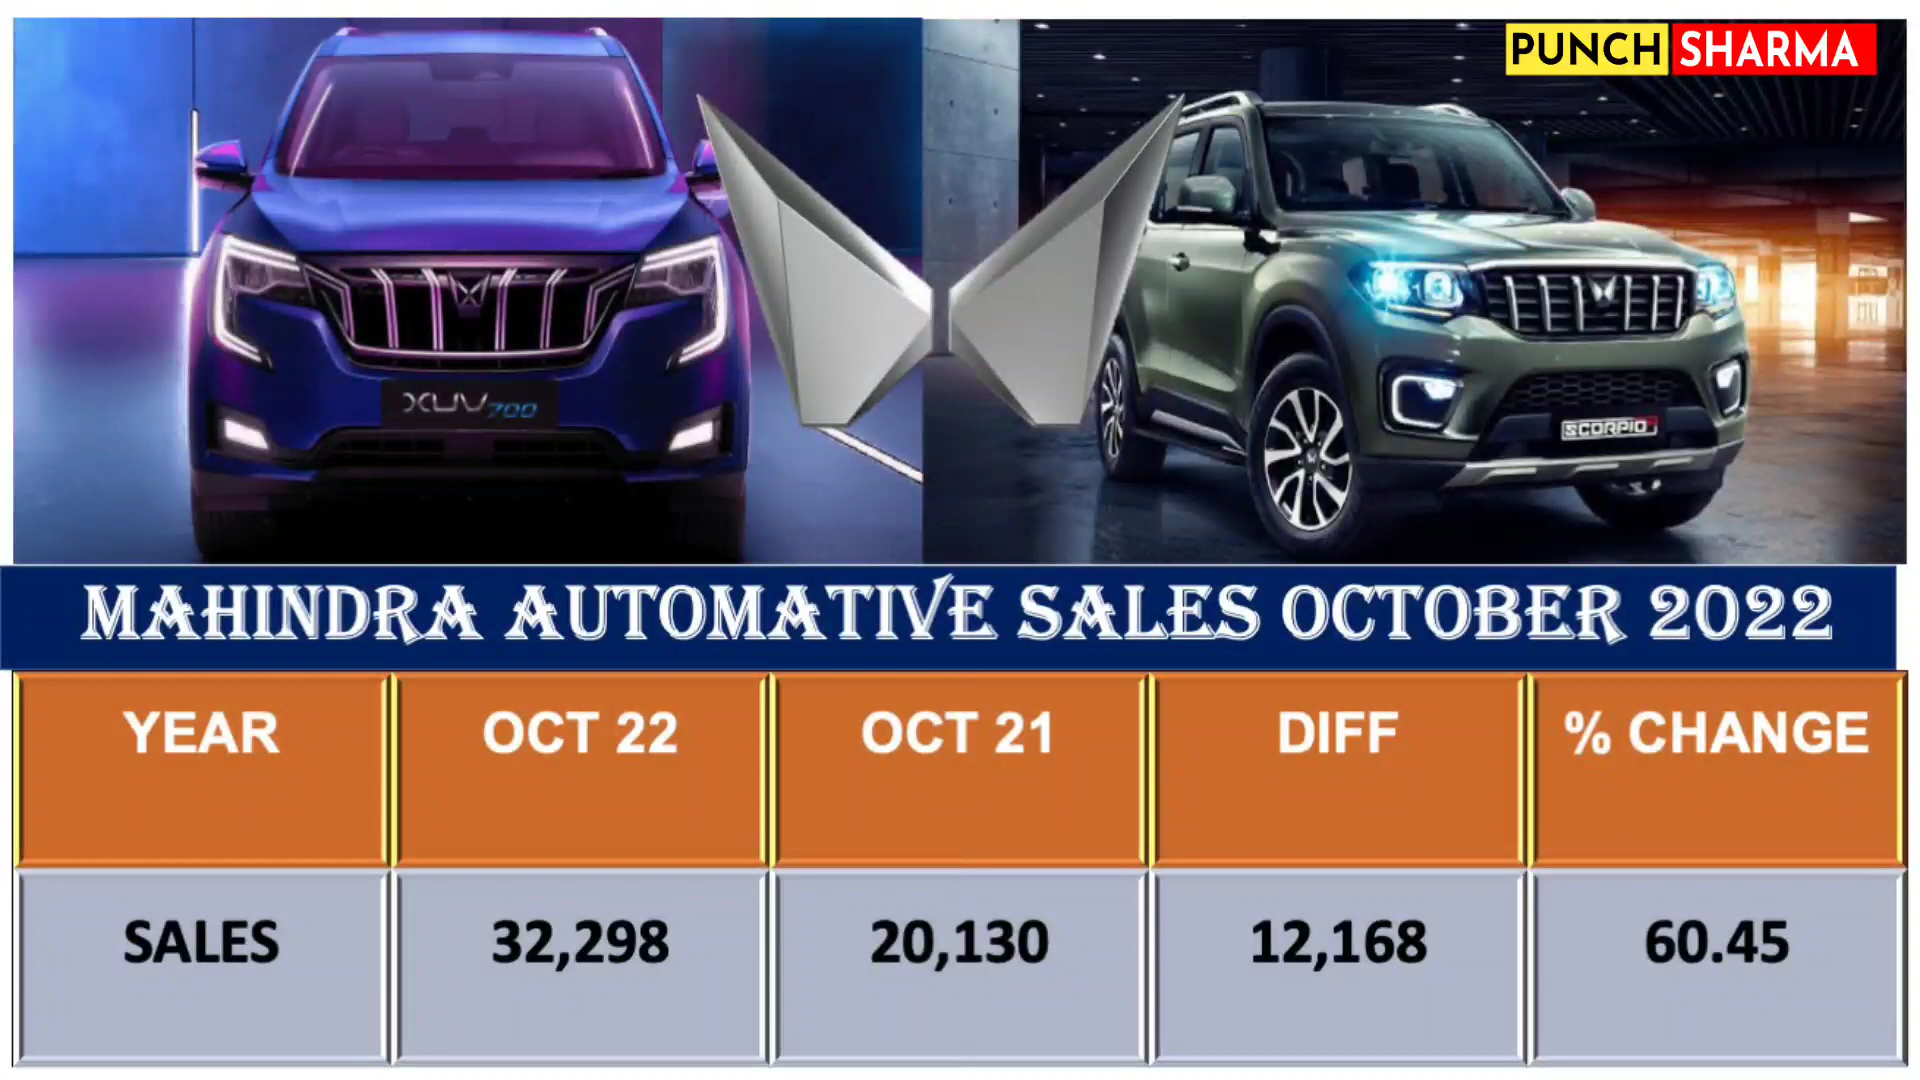 PUNCH SHARMA
XUV700
SCORPIO
MAHINDRA AUTOMATIVE SALES OCTOBER 2022
YEAR OCT 22 OCT 21 DIFF % CHANGE
SALES 32,298 20,130 12,168 60.45